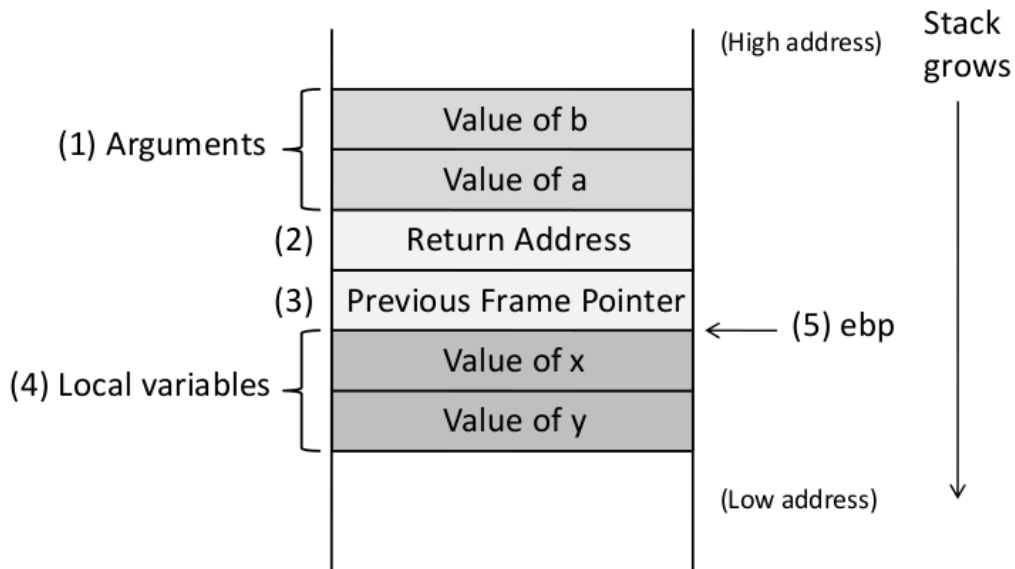 Stack
grows
(High address)
Value of b
(1) Arguments
Value of a
(2)
Return Address
(3)
Previous Frame Pointer
(5) ebp
Value of x
(4) Local variables
Value of y
(Low address)